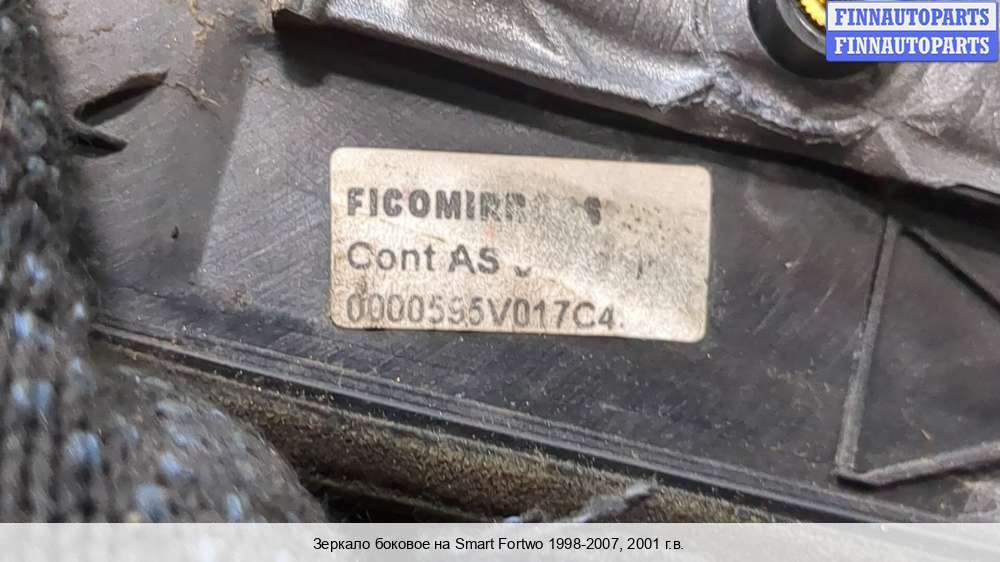 FINNAUTOPARTS
FINNAUTOPARTS
Cont AS
0000595V017C4.
Зеркало боковое на Smart Fortwo 1998-2007, 2001 г.в.